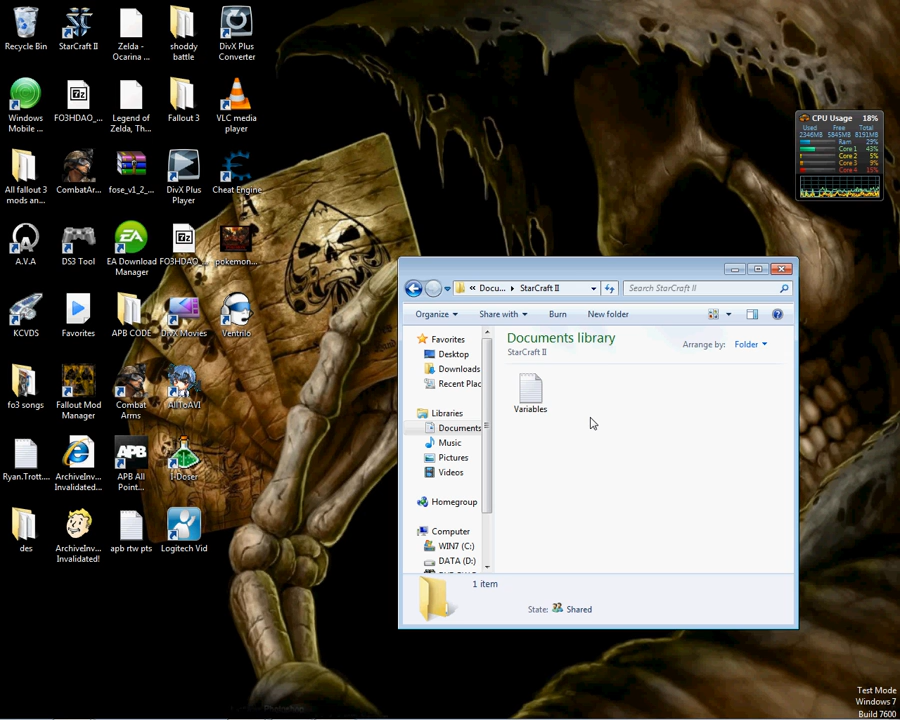 Recycle Bin
StarCraft II
Zelda -
Ocarina ...
shoddy
battle
DivX Plus
Converter
Windows
Mobile ...
FO3HDAO_...
Legend of
Zelda, Th...
Fallout 3
VLC media
player
All fallout 3
mods an...
CombatAr...
fose_v1_2_...
DivX Plus
Player
Cheat Engine
A.V.A
DS3 Tool
EA Download
Manager
FO3HDAO_...
pokemon...
KCVDS
Favorites
APB CODE
DivX Movies
Ventrilo
fo3 songs
Fallout Mod
Manager
Combat
Arms
AllToAVI
Ryan.Trott....
ArchiveInv...
Invalidated...
APB
APB All
Point...
I-Doser
des
ArchiveInv...
Invalidated!
apb rtw pts
Logitech Vid
CPU Usage 18%
Used Free Total
2346MB 5845MB 8191MB
Ram 29%
Core 1 43%
Core 2 5%
Core 3 9%
Core 4 15%
« Docu... StarCraft II
Search StarCraft II
Organize Share with Burn New folder
Favorites
Desktop
Downloads
Recent Plac
Libraries
Documents
Music
Pictures
Videos
Homegroup
Computer
WIN7 (C:)
DATA (D:)
Documents library
StarCraft II
Arrange by: Folder
Variables
1 item
State: Shared
Test Mode
Windows 7
Build 7600